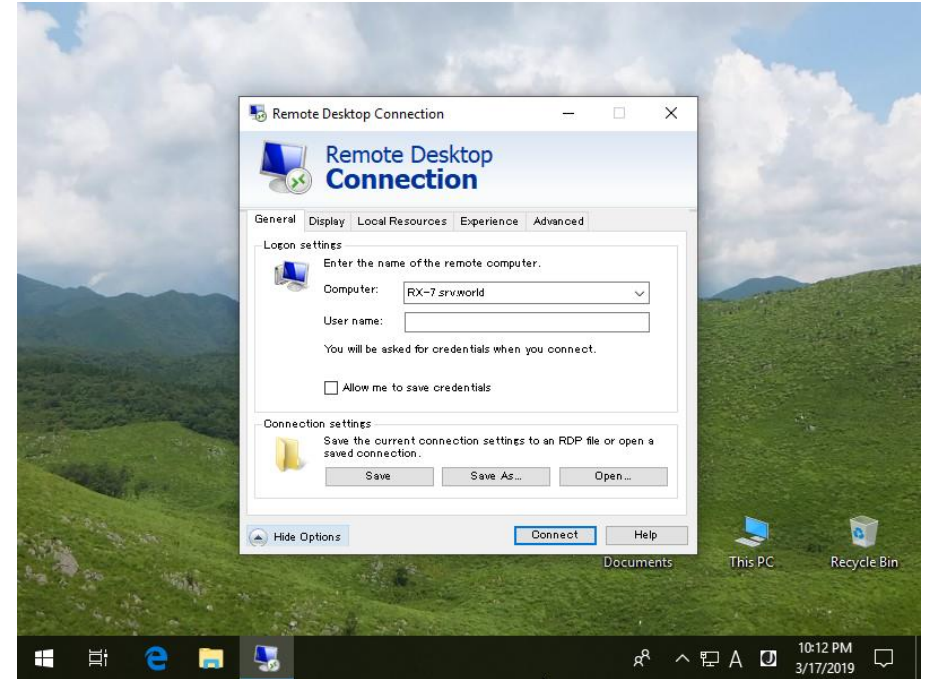 Remote Desktop Connection
Remote Desktop
Connection
General Display Local Resources Experience Advanced
Logon settings
Enter the name of the remote computer.
Computer: RX-7.srv.world
User name:
You will be asked for credentials when you connect.
Allow me to save credentials
Connection settings
Save the current connection settings to an RDP file or open a
saved connection.
Save Save As... Open...
Hide Options Connect Help
Documents This PC Recycle Bin
A 10:12 PM
3/17/2019